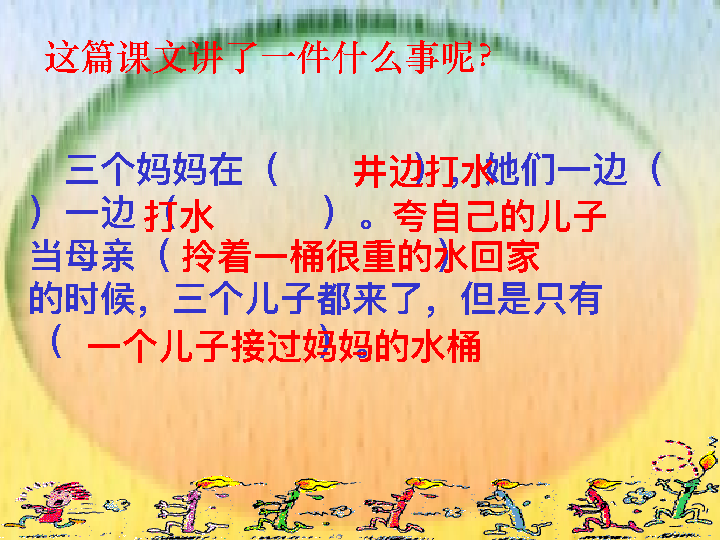 这篇课文讲了一件什么事呢?
三个妈妈在（井边打水），她们一边（
）一边（打水）。夸自己的儿子
当母亲（拎着一桶很重的水回家）
的时候，三个儿子都来了，但是只有
（一个儿子接过妈妈的水桶）。